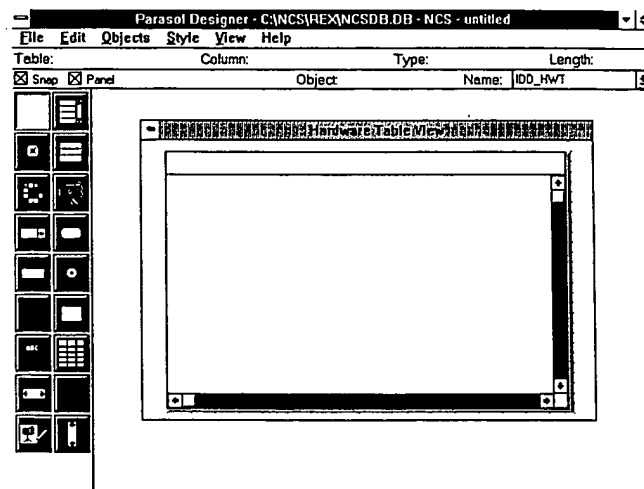 Parasol Designer - C:\NCS\REX\NCSDB.DB - NCS - untitled
File Edit Objects Style View Help
Table: Column: Type: Length:
Snap Panel Object: Name: IDD_HWT
Hardware Table View
ABC